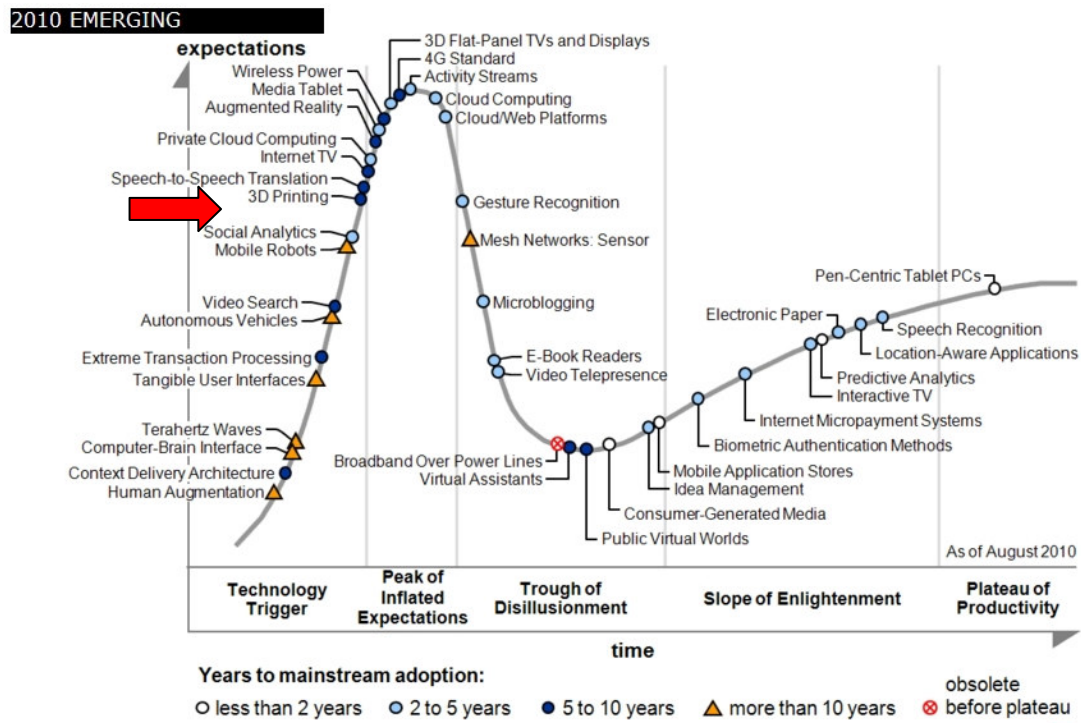 2010 EMERGING
expectations
3D Flat-Panel TVs and Displays
4G Standard
Activity Streams
Wireless Power
Media Tablet
Augmented Reality
Cloud Computing
Cloud/Web Platforms
Private Cloud Computing
Internet TV
Speech-to-Speech Translation
3D Printing
Gesture Recognition
Social Analytics
Mobile Robots
Mesh Networks: Sensor
Pen-Centric Tablet PCs
Video Search
Autonomous Vehicles
Microblogging
Electronic Paper
Speech Recognition
Location-Aware Applications
Extreme Transaction Processing
Tangible User Interfaces
E-Book Readers
Video Telepresence
Predictive Analytics
Interactive TV
Internet Micropayment Systems
Biometric Authentication Methods
Terahertz Waves
Computer-Brain Interface
Context Delivery Architecture
Human Augmentation
Broadband Over Power Lines
Virtual Assistants
Mobile Application Stores
Idea Management
Consumer-Generated Media
Public Virtual Worlds
As of August 2010
Technology
Trigger
Peak of
Inflated
Expectations
Trough of
Disillusionment
Slope of Enlightenment
Plateau of
Productivity
time
Years to mainstream adoption:
less than 2 years
2 to 5 years
5 to 10 years
more than 10 years
obsolete
before plateau